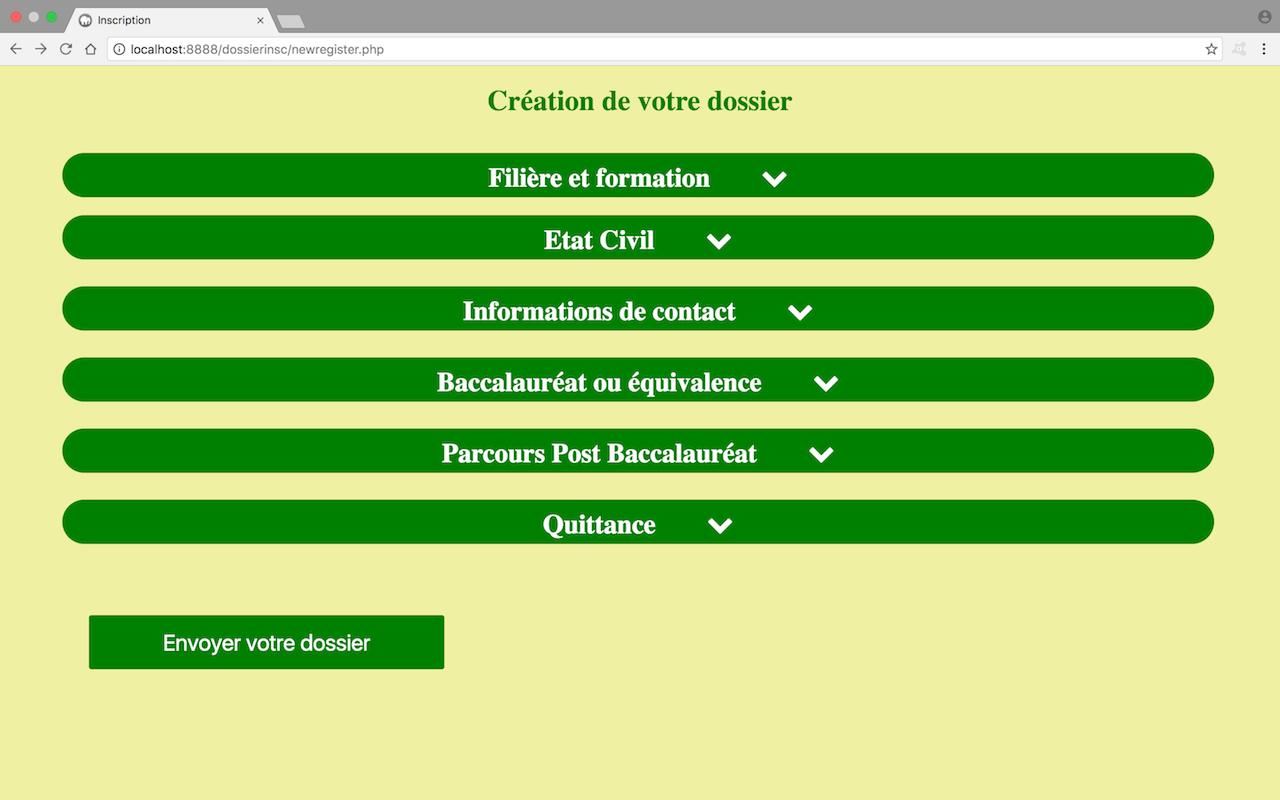 Inscription
localhost:8888/dossierinsc/newregister.php
Création de votre dossier
Filière et formation
Etat Civil
Informations de contact
Baccalauréat ou équivalence
Parcours Post Baccalauréat
Quittance
Envoyer votre dossier